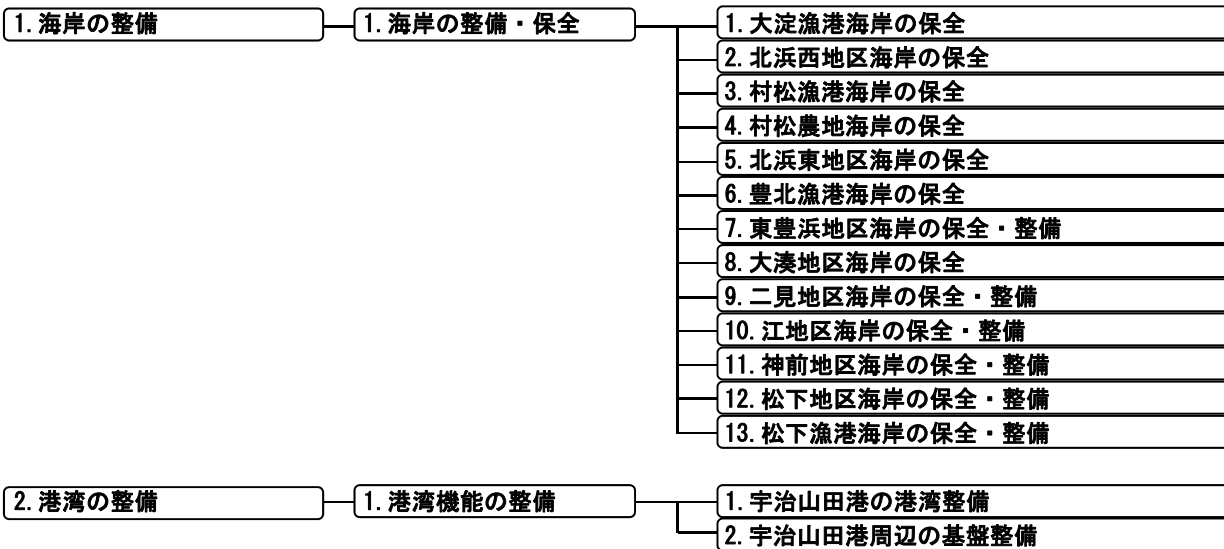 1.海岸の整備
1.海岸の整備・保全
1.大淀漁港海岸の保全
2.北浜西地区海岸の保全
3.村松漁港海岸の保全
4.村松農地海岸の保全
5.北浜東地区海岸の保全
6.豊北漁港海岸の保全
7.東豊浜地区海岸の保全・整備
8.大湊地区海岸の保全
9.二見地区海岸の保全・整備
10.江地区海岸の保全・整備
11.神前地区海岸の保全・整備
12.松下地区海岸の保全・整備
13.松下漁港海岸の保全・整備
2.港湾の整備
1.港湾機能の整備
1.宇治山田港の港湾整備
2.宇治山田港周辺の基盤整備